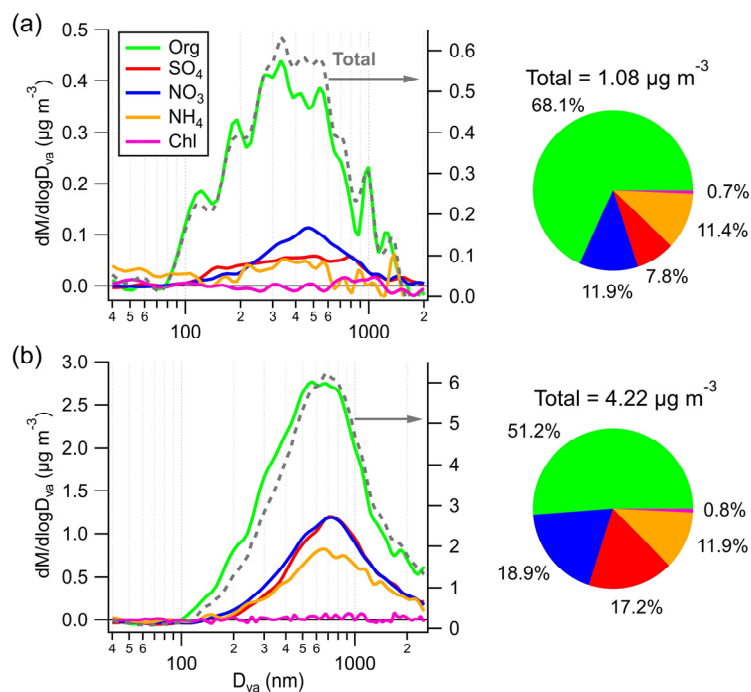 (a)
0.5
0.4
0.3
0.2
0.1
0.0
dM/dlogDva (µg m-3)
Org
SO4
NO3
NH4
Chl
Total
0.6
0.5
0.4
0.3
0.2
0.1
0.0
4 5 6 100 2 3 4 5 6 1000 2
Total = 1.08 µg m-3
68.1%
0.7%
11.4%
7.8%
11.9%
(b)
3.0
2.5
2.0
1.5
1.0
0.5
0.0
dM/dlogDva (µg m-3)
6
5
4
3
2
1
0
4 5 6 100 2 3 4 5 6 1000 2
Dva (nm)
Total = 4.22 µg m-3
51.2%
0.8%
11.9%
17.2%
18.9%